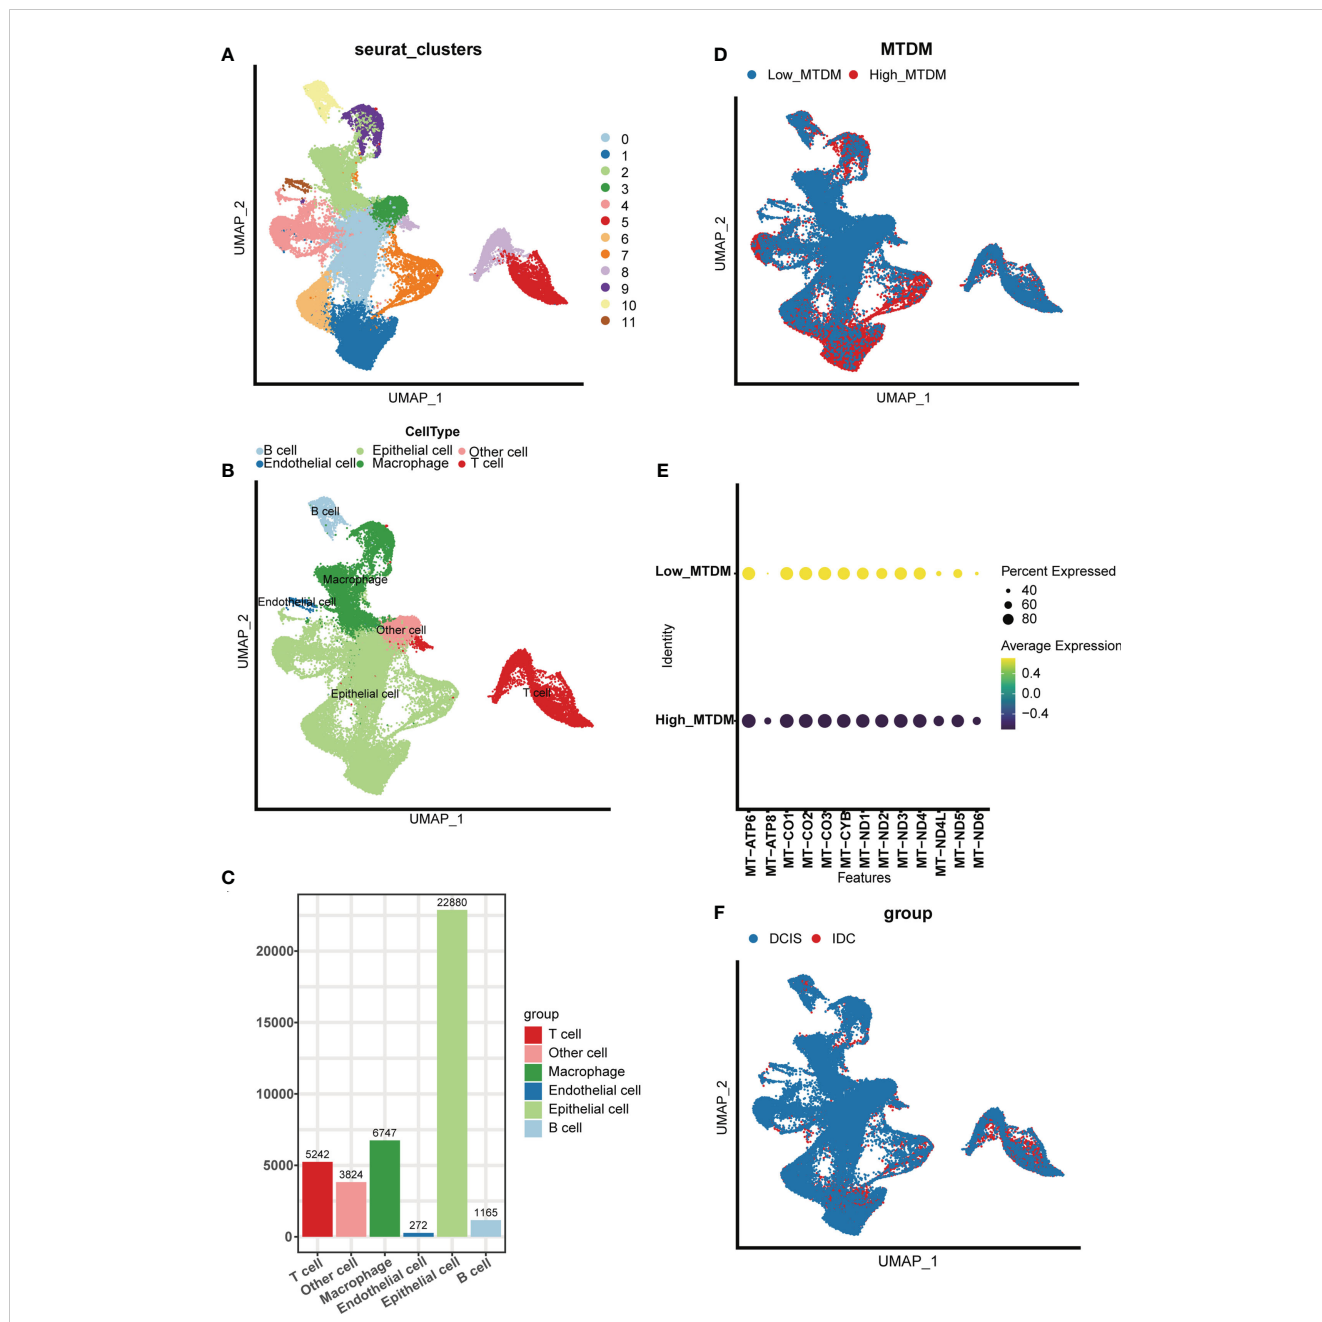 A
seurat_clusters
0
1
2
3
4
5
6
7
8
9
10
11
UMAP_2
UMAP_1
B
CellType
B cell
Epithelial cell
Other cell
Endothelial cell
Macrophage
T cell
B cell
Macrophage
Endothelial cell
Other cell
Epithelial cell
T cell
UMAP_2
UMAP_1
C
22880
20000
15000
10000
5000
0
5242
3824
6747
272
1165
T cell
Other cell
Macrophage
Endothelial cell
Epithelial cell
B cell
group
T cell
Other cell
Macrophage
Endothelial cell
Epithelial cell
B cell
D
MTDM
Low_MTDM
High_MTDM
UMAP_2
UMAP_1
E
Low_MTDM
High_MTDM
Identity
MT−ATP6
MT−ATP8
MT−CO1
MT−CO2
MT−CO3
MT−CYB
MT−ND1
MT−ND2
MT−ND3
MT−ND4
MT−ND4L
MT−ND5
MT−ND6
Features
Percent Expressed
40
60
80
Average Expression
0.4
0.0
−0.4
F
group
DCIS
IDC
UMAP_2
UMAP_1